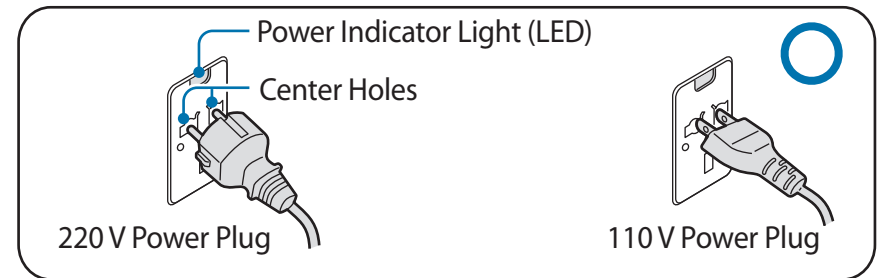 Power Indicator Light (LED)
Center Holes
220 V Power Plug
110 V Power Plug